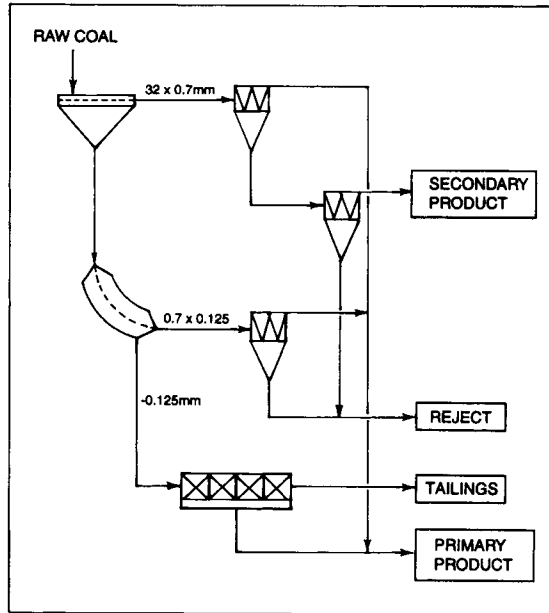 RAW COAL
32 x 0.7mm
SECONDARY
PRODUCT
0.7 x 0.125
-0.125mm
REJECT
TAILINGS
PRIMARY
PRODUCT